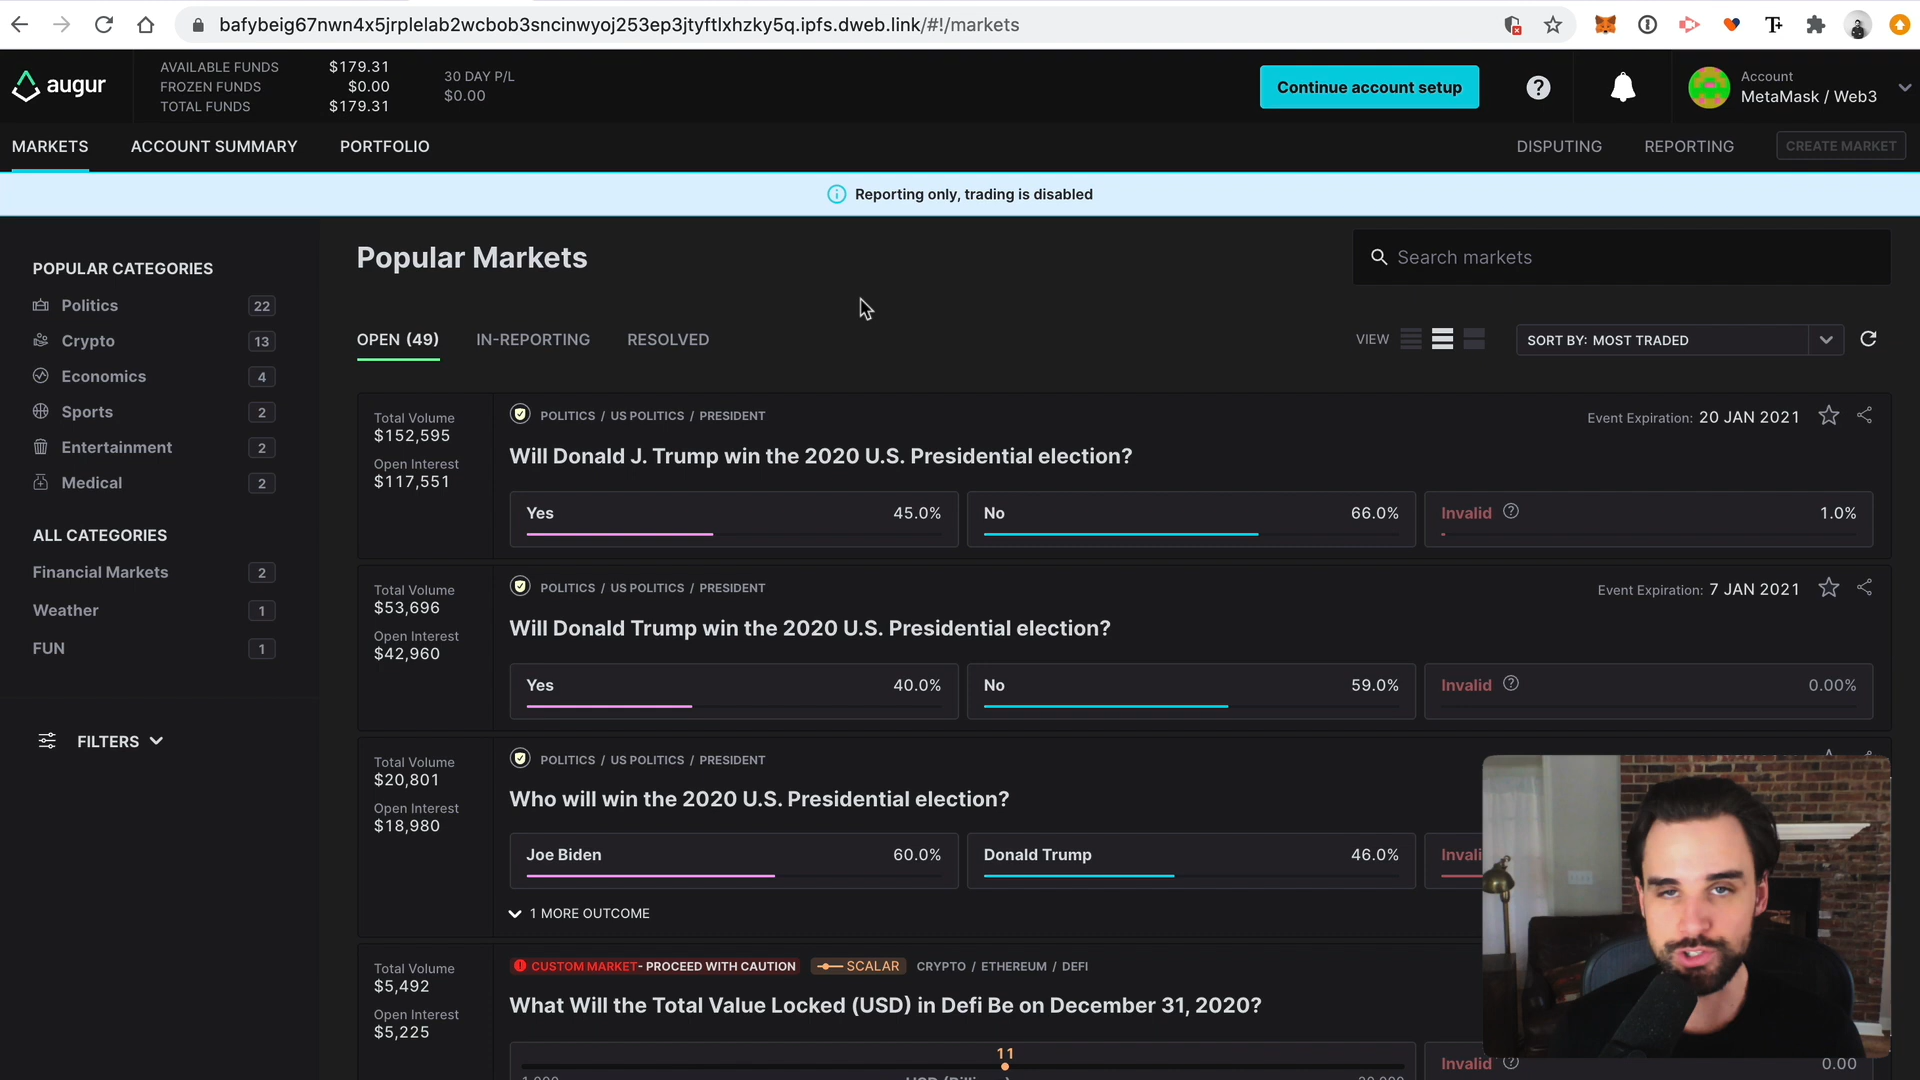 bafybeig67nwn4x5jrplelab2wcbob3sncinwyoj253ep3jtyftlxhzky5q.ipfs.dweb.link/#!/markets
augur
AVAILABLE FUNDS $179.31
FROZEN FUNDS $0.00
TOTAL FUNDS $179.31
30 DAY P/L
$0.00
Continue account setup
Account
MetaMask / Web3
MARKETS ACCOUNT SUMMARY PORTFOLIO
DISPUTING REPORTING CREATE MARKET
Reporting only, trading is disabled
POPULAR CATEGORIES
Politics 22
Crypto 13
Economics 4
Sports 2
Entertainment 2
Medical 2
ALL CATEGORIES
Financial Markets 2
Weather 1
FUN 1
FILTERS
Popular Markets
Search markets
OPEN (49) IN-REPORTING RESOLVED
VIEW
SORT BY: MOST TRADED
Total Volume
$152,595
Open Interest
$117,551
POLITICS / US POLITICS / PRESIDENT
Event Expiration: 20 JAN 2021
Will Donald J. Trump win the 2020 U.S. Presidential election?
Yes 45.0%
No 66.0%
Invalid 1.0%
Total Volume
$53,696
Open Interest
$42,960
POLITICS / US POLITICS / PRESIDENT
Event Expiration: 7 JAN 2021
Will Donald Trump win the 2020 U.S. Presidential election?
Yes 40.0%
No 59.0%
Invalid 0.00%
Total Volume
$20,801
Open Interest
$18,980
POLITICS / US POLITICS / PRESIDENT
Who will win the 2020 U.S. Presidential election?
Joe Biden 60.0%
Donald Trump 46.0%
Invali
1 MORE OUTCOME
Total Volume
$5,492
Open Interest
$5,225
CUSTOM MARKET - PROCEED WITH CAUTION
SCALAR
CRYPTO / ETHEREUM / DEFI
What Will the Total Value Locked (USD) in Defi Be on December 31, 2020?
11
Invalid 0.00